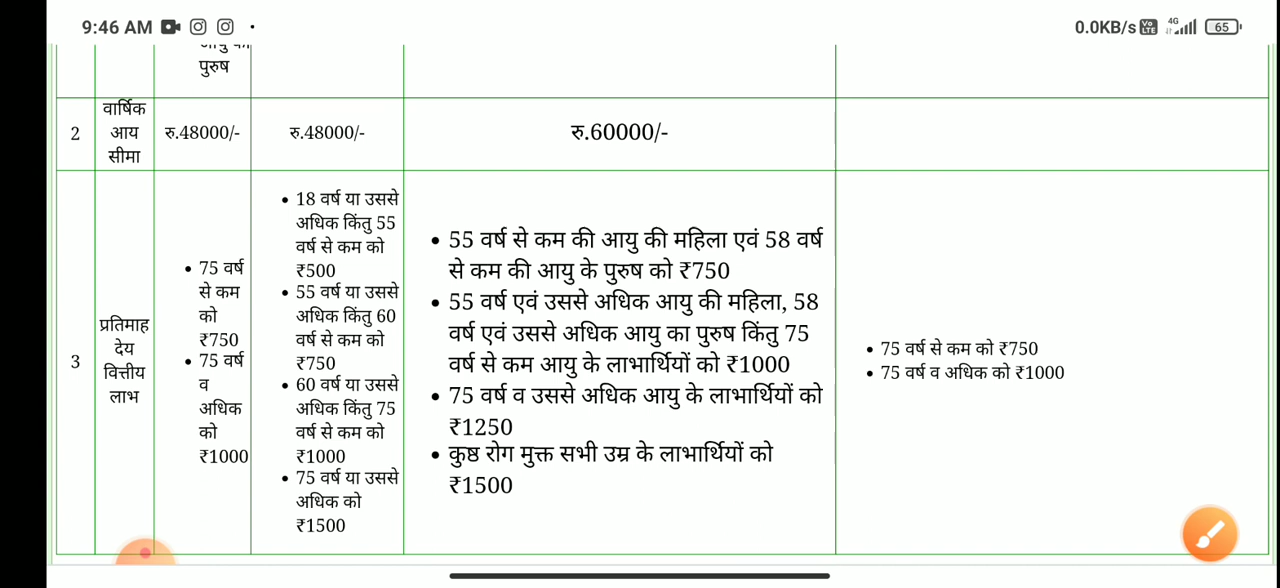 9:46 AM
0.0KB/s Vo LTE 4G 65
पुरुष
2
वार्षिक
आय
सीमा
रु.48000/-
रु.48000/-
रु.60000/-
3
प्रतिमाह
देय
वित्तीय
लाभ
• 75 वर्ष
से कम
को
₹750
• 75 वर्ष
व
अधिक
को
₹1000
• 18 वर्ष या उससे
अधिक किंतु 55
वर्ष से कम को
₹500
• 55 वर्ष या उससे
अधिक किंतु 60
वर्ष से कम को
₹750
• 60 वर्ष या उससे
अधिक किंतु 75
वर्ष से कम को
₹1000
• 75 वर्ष या उससे
अधिक को
₹1500
• 55 वर्ष से कम की आयु की महिला एवं 58 वर्ष
से कम की आयु के पुरुष को ₹750
• 55 वर्ष एवं उससे अधिक आयु की महिला, 58
वर्ष एवं उससे अधिक आयु का पुरुष किंतु 75
वर्ष से कम आयु के लाभार्थियों को ₹1000
• 75 वर्ष व उससे अधिक आयु के लाभार्थियों को
₹1250
• कुष्ठ रोग मुक्त सभी उम्र के लाभार्थियों को
₹1500
• 75 वर्ष से कम को ₹750
• 75 वर्ष व अधिक को ₹1000